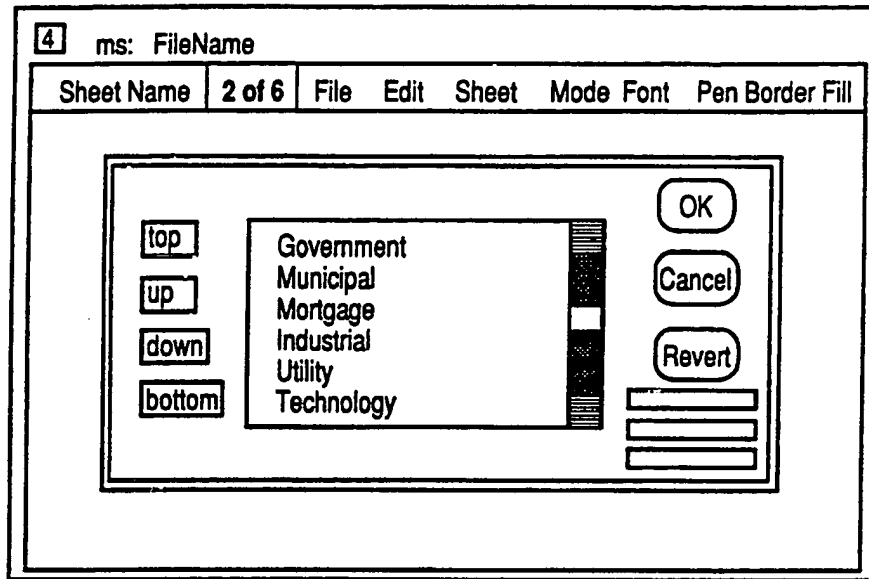 4 ms: FileName
Sheet Name 2 of 6 File Edit Sheet Mode Font Pen Border Fill
top
up
down
bottom
Government
Municipal
Mortgage
Industrial
Utility
Technology
OK
Cancel
Revert